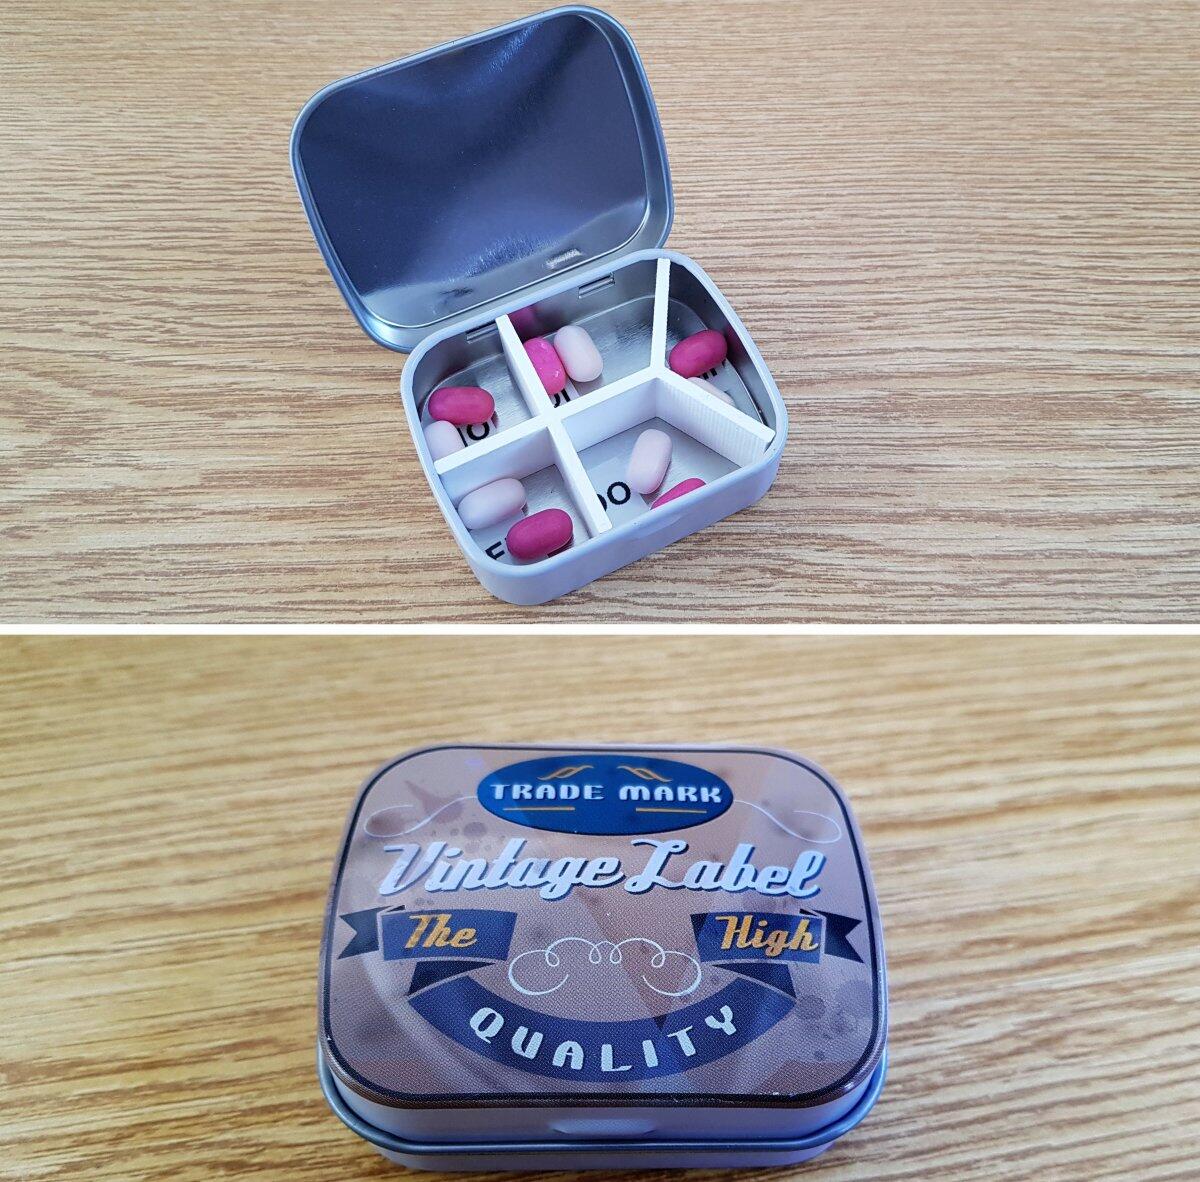 TRADE MARK
Vintage Label
The High
QUALITY